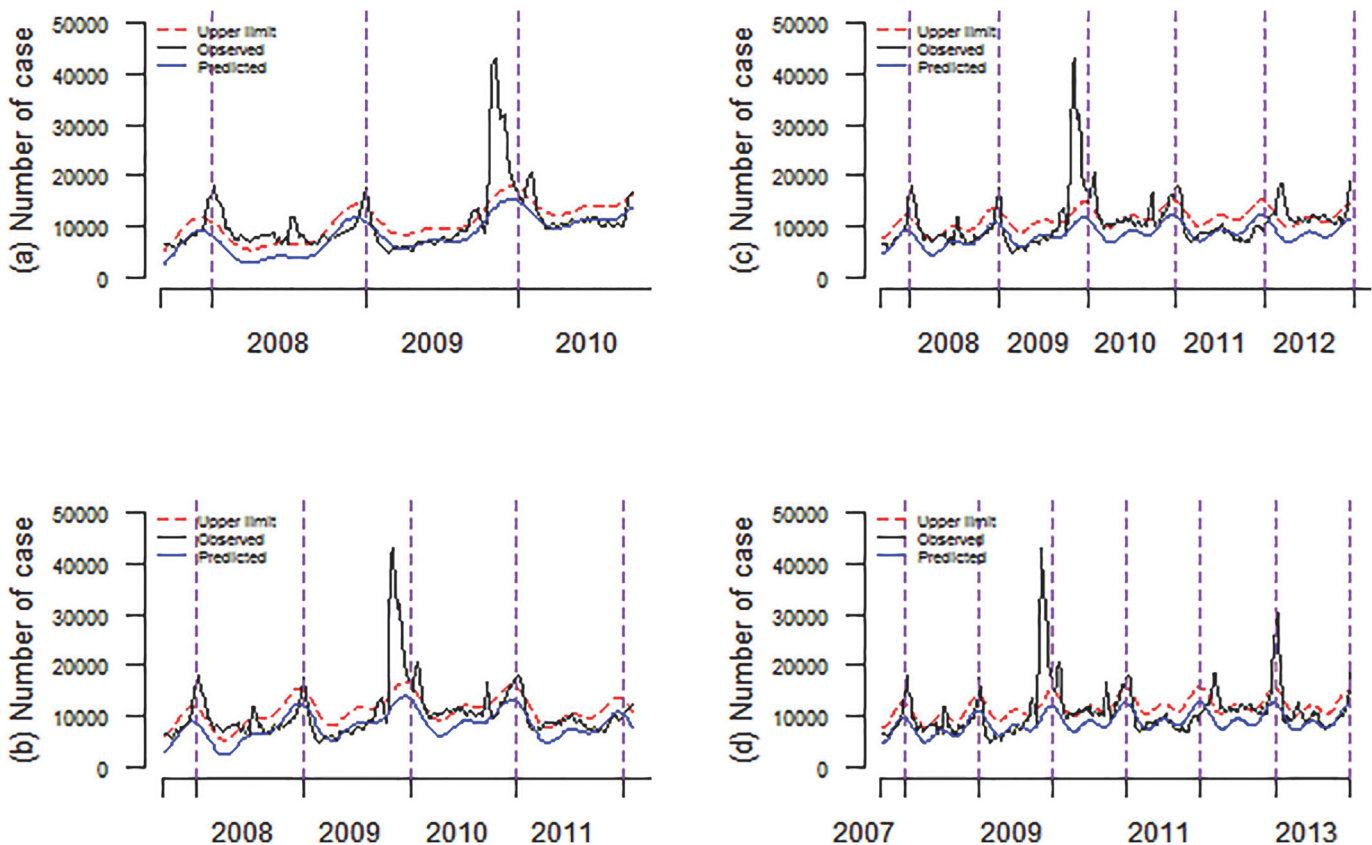 (a) Number of case
50000
40000
30000
20000
10000
0
Upper limit
Observed
Predicted
2008
2009
2010
(c) Number of case
50000
40000
30000
20000
10000
0
Upper limit
Observed
Predicted
2008
2009
2010
2011
2012
(b) Number of case
50000
40000
30000
20000
10000
0
Upper limit
Observed
Predicted
2008
2009
2010
2011
(d) Number of case
50000
40000
30000
20000
10000
0
Upper limit
Observed
Predicted
2007
2009
2011
2013